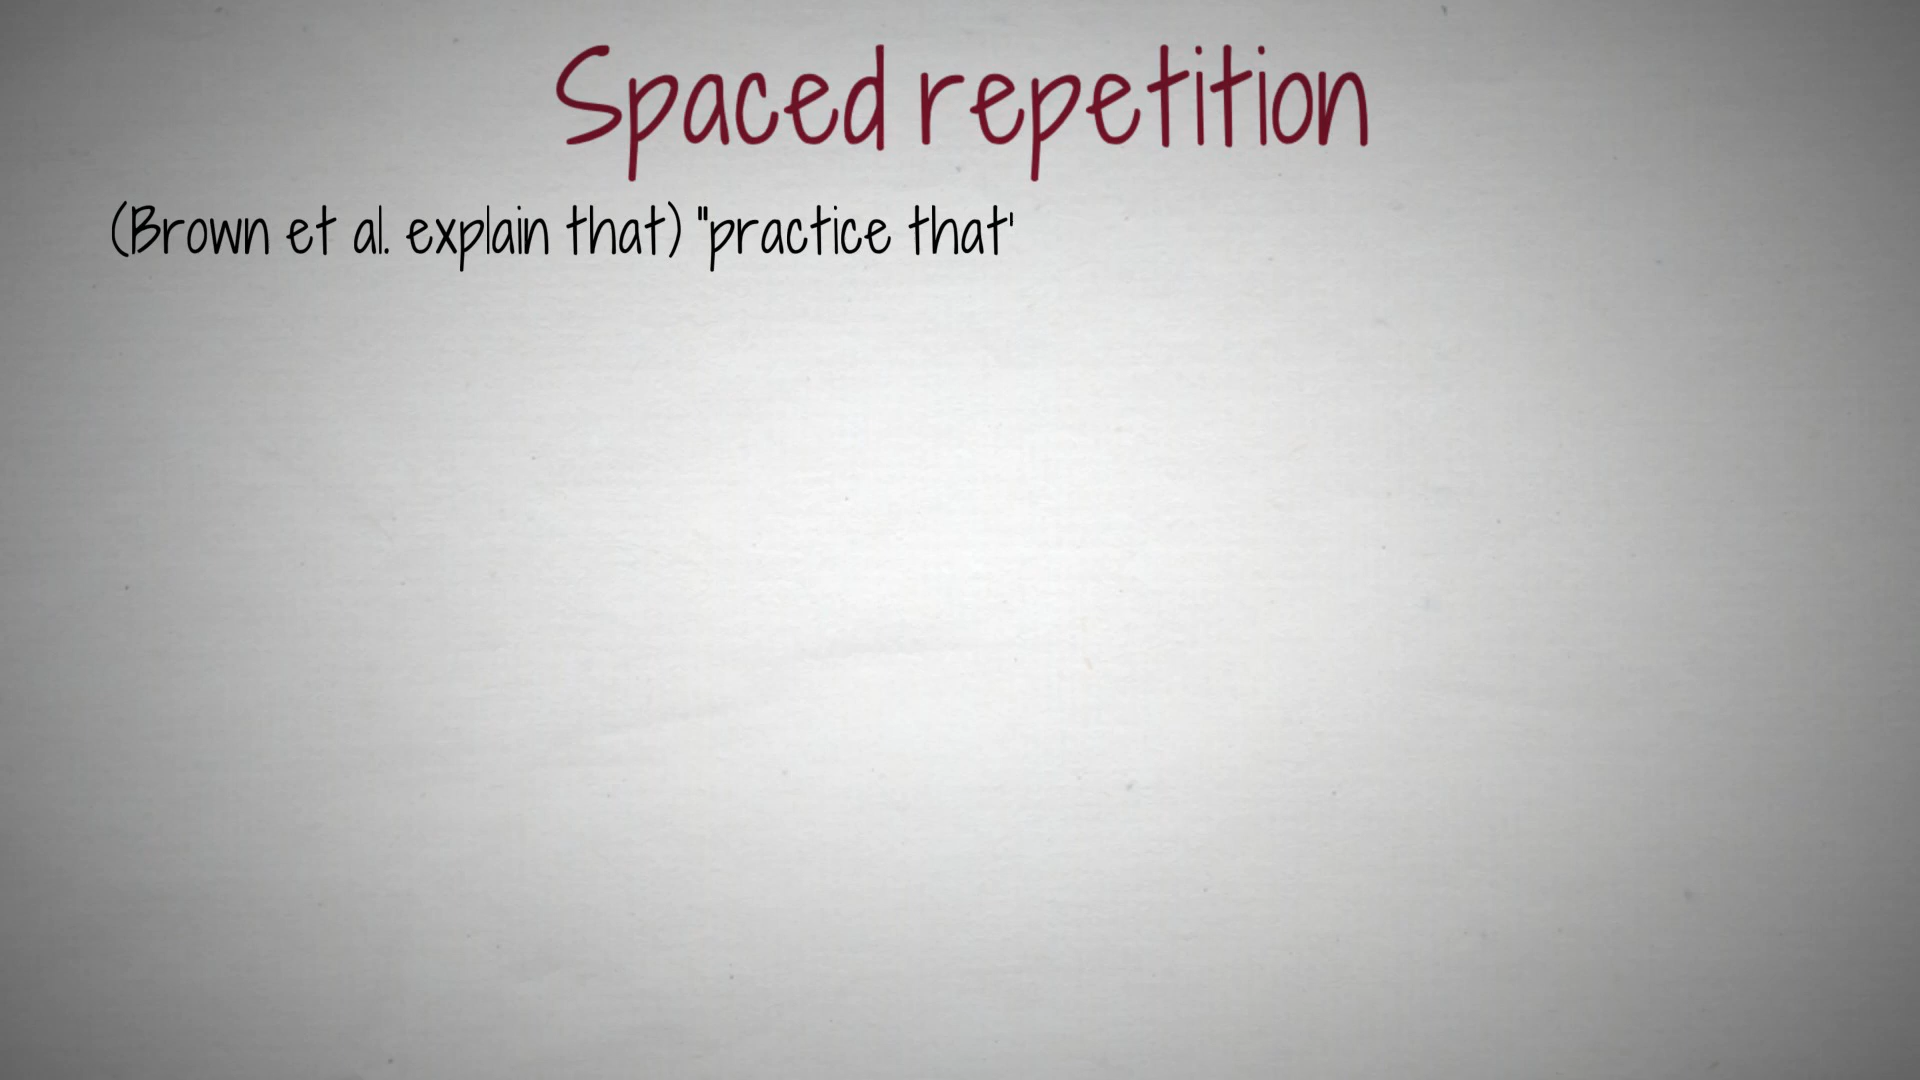 Spaced repetition
(Brown et al. explain that) "practice that'